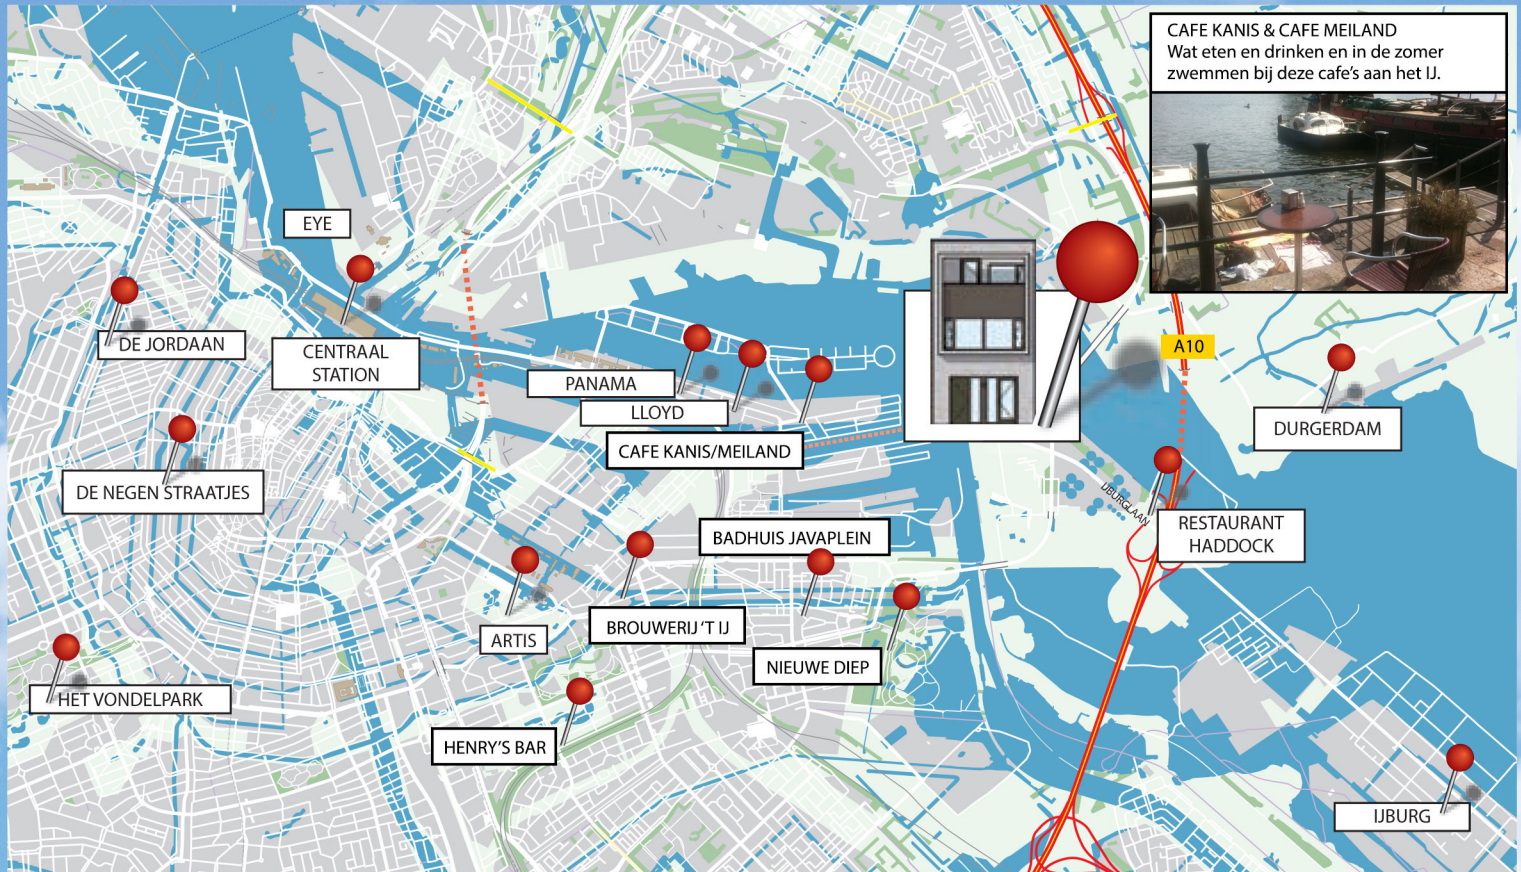 CAFE KANIS & CAFE MEILAND
Wat eten en drinken en in de zomer
zwemmen bij deze cafe's aan het IJ.
EYE
DE JORDAAN
CENTRAAL
STATION
A10
PANAMA
LLOYD
CAFE KANIS/MEILAND
DURGERDAM
DE NEGEN STRAATJES
IJBURGLAAN
RESTAURANT
HADDOCK
BADHUIS JAVAPLEIN
ARTIS
BROUWERIJ 'T IJ
NIEUWE DIEP
HET VONDELPARK
HENRY'S BAR
IJBURG